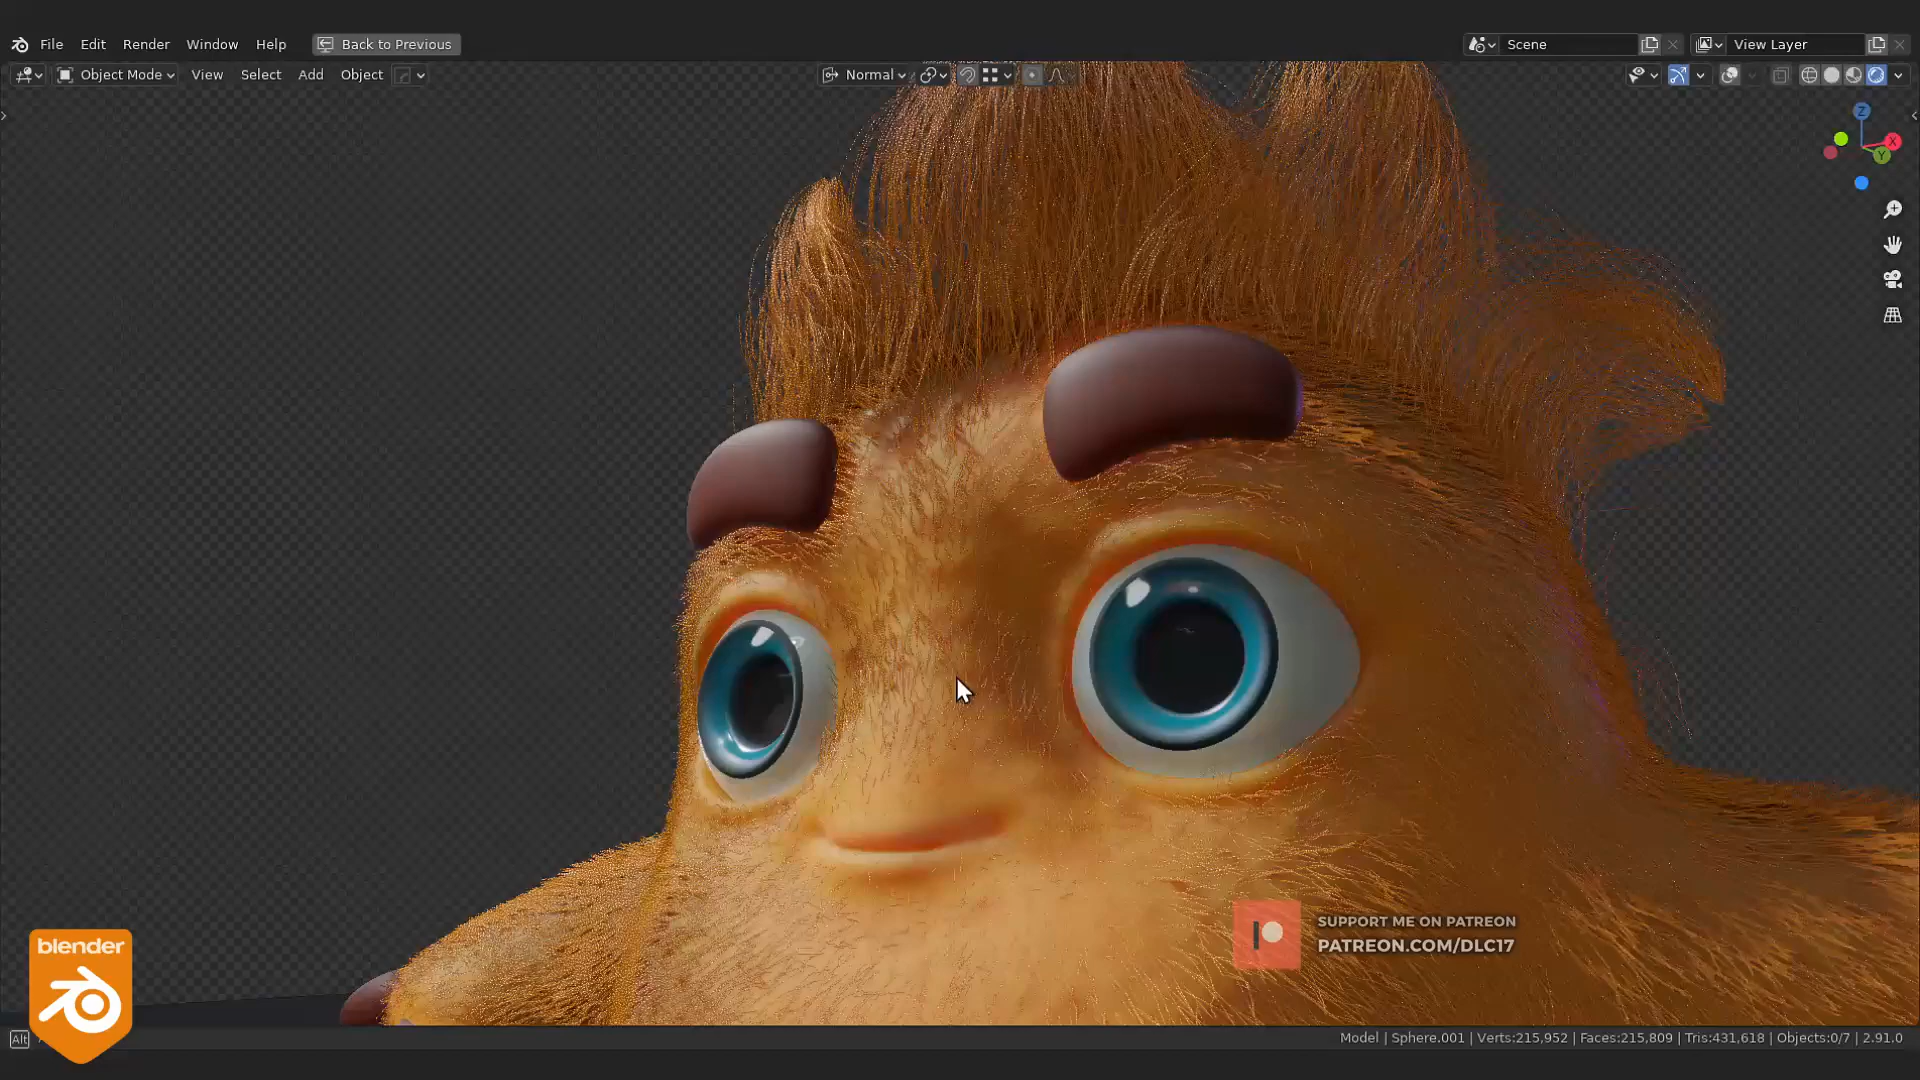 File Edit Render Window Help Back to Previous
Scene View Layer
Object Mode View Select Add Object Normal
Z
X
Y
SUPPORT ME ON PATREON
PATREON.COM/DLC17
blender
Alt
Model | Sphere.001 | Verts:215,952 | Faces:215,809 | Tris:431,618 | Objects:0/7 | 2.91.0